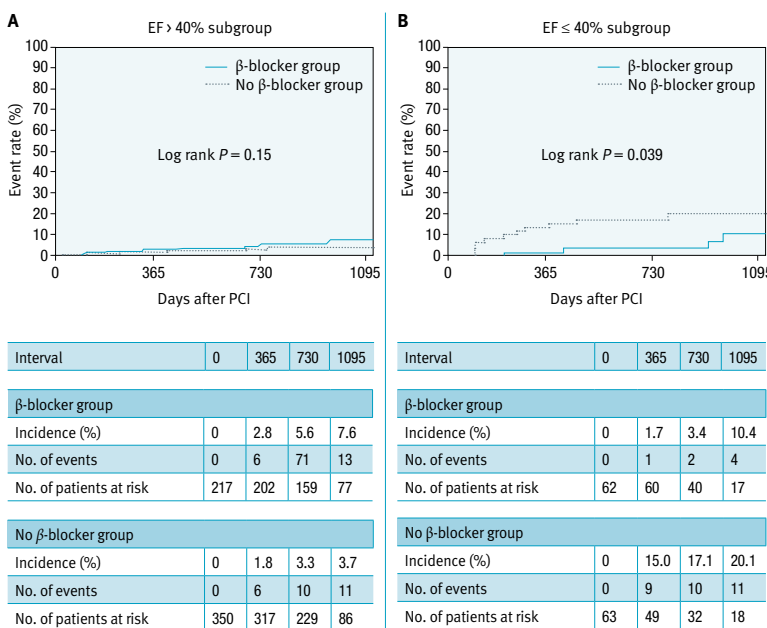 A
EF > 40% subgroup
100
90
80
70
60
50
40
30
20
10
0
Event rate (%)
β-blocker group
No β-blocker group
Log rank P = 0.15
0 365 730 1095
Days after PCI
Interval 0 365 730 1095
β-blocker group
Incidence (%) 0 2.8 5.6 7.6
No. of events 0 6 71 13
No. of patients at risk 217 202 159 77
No β-blocker group
Incidence (%) 0 1.8 3.3 3.7
No. of events 0 6 10 11
No. of patients at risk 350 317 229 86
B
EF ≤ 40% subgroup
100
90
80
70
60
50
40
30
20
10
0
Event rate (%)
β-blocker group
No β-blocker group
Log rank P = 0.039
0 365 730 1095
Days after PCI
Interval 0 365 730 1095
β-blocker group
Incidence (%) 0 1.7 3.4 10.4
No. of events 0 1 2 4
No. of patients at risk 62 60 40 17
No β-blocker group
Incidence (%) 0 15.0 17.1 20.1
No. of events 0 9 10 11
No. of patients at risk 63 49 32 18